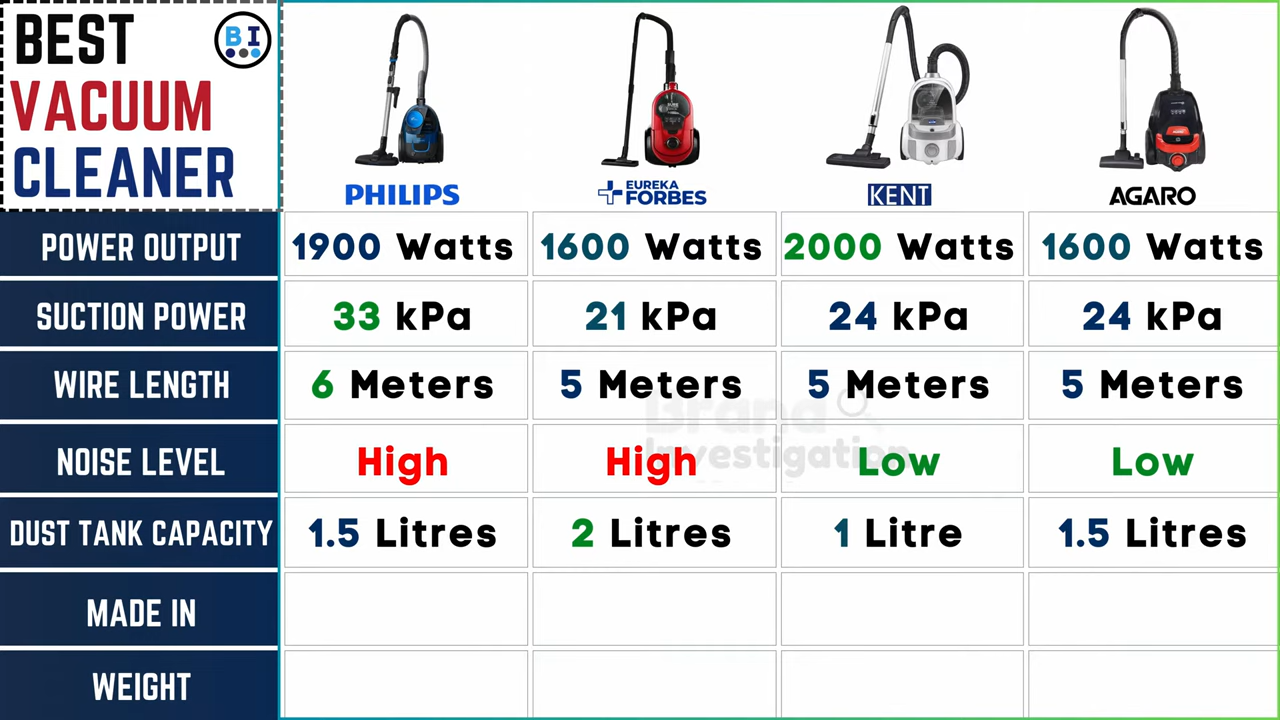 BEST
VACUUM
CLEANER
BI
PHILIPS
EUREKA
FORBES
KENT
AGARO
POWER OUTPUT 1900 Watts 1600 Watts 2000 Watts 1600 Watts
SUCTION POWER 33 kPa 21 kPa 24 kPa 24 kPa
WIRE LENGTH 6 Meters 5 Meters 5 Meters 5 Meters
Brand
Investigation
NOISE LEVEL High High Low Low
DUST TANK CAPACITY 1.5 Litres 2 Litres 1 Litre 1.5 Litres
MADE IN
WEIGHT